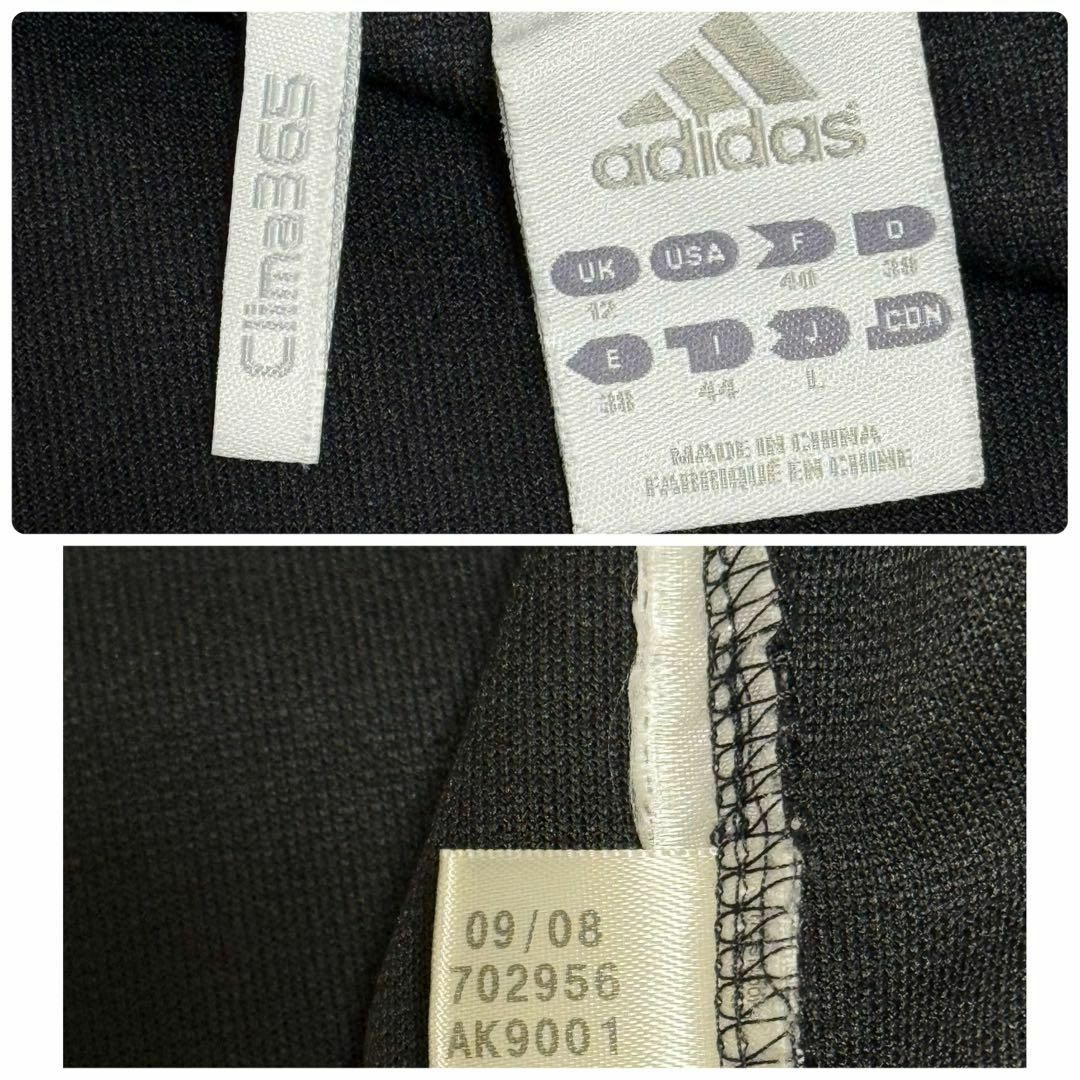 Clima365
adidas
UK USA F D
12 40 38
E I J CON
38 44 L
MADE IN CHINA
FABRIQUE EN CHINE
09/08
702956
AK9001